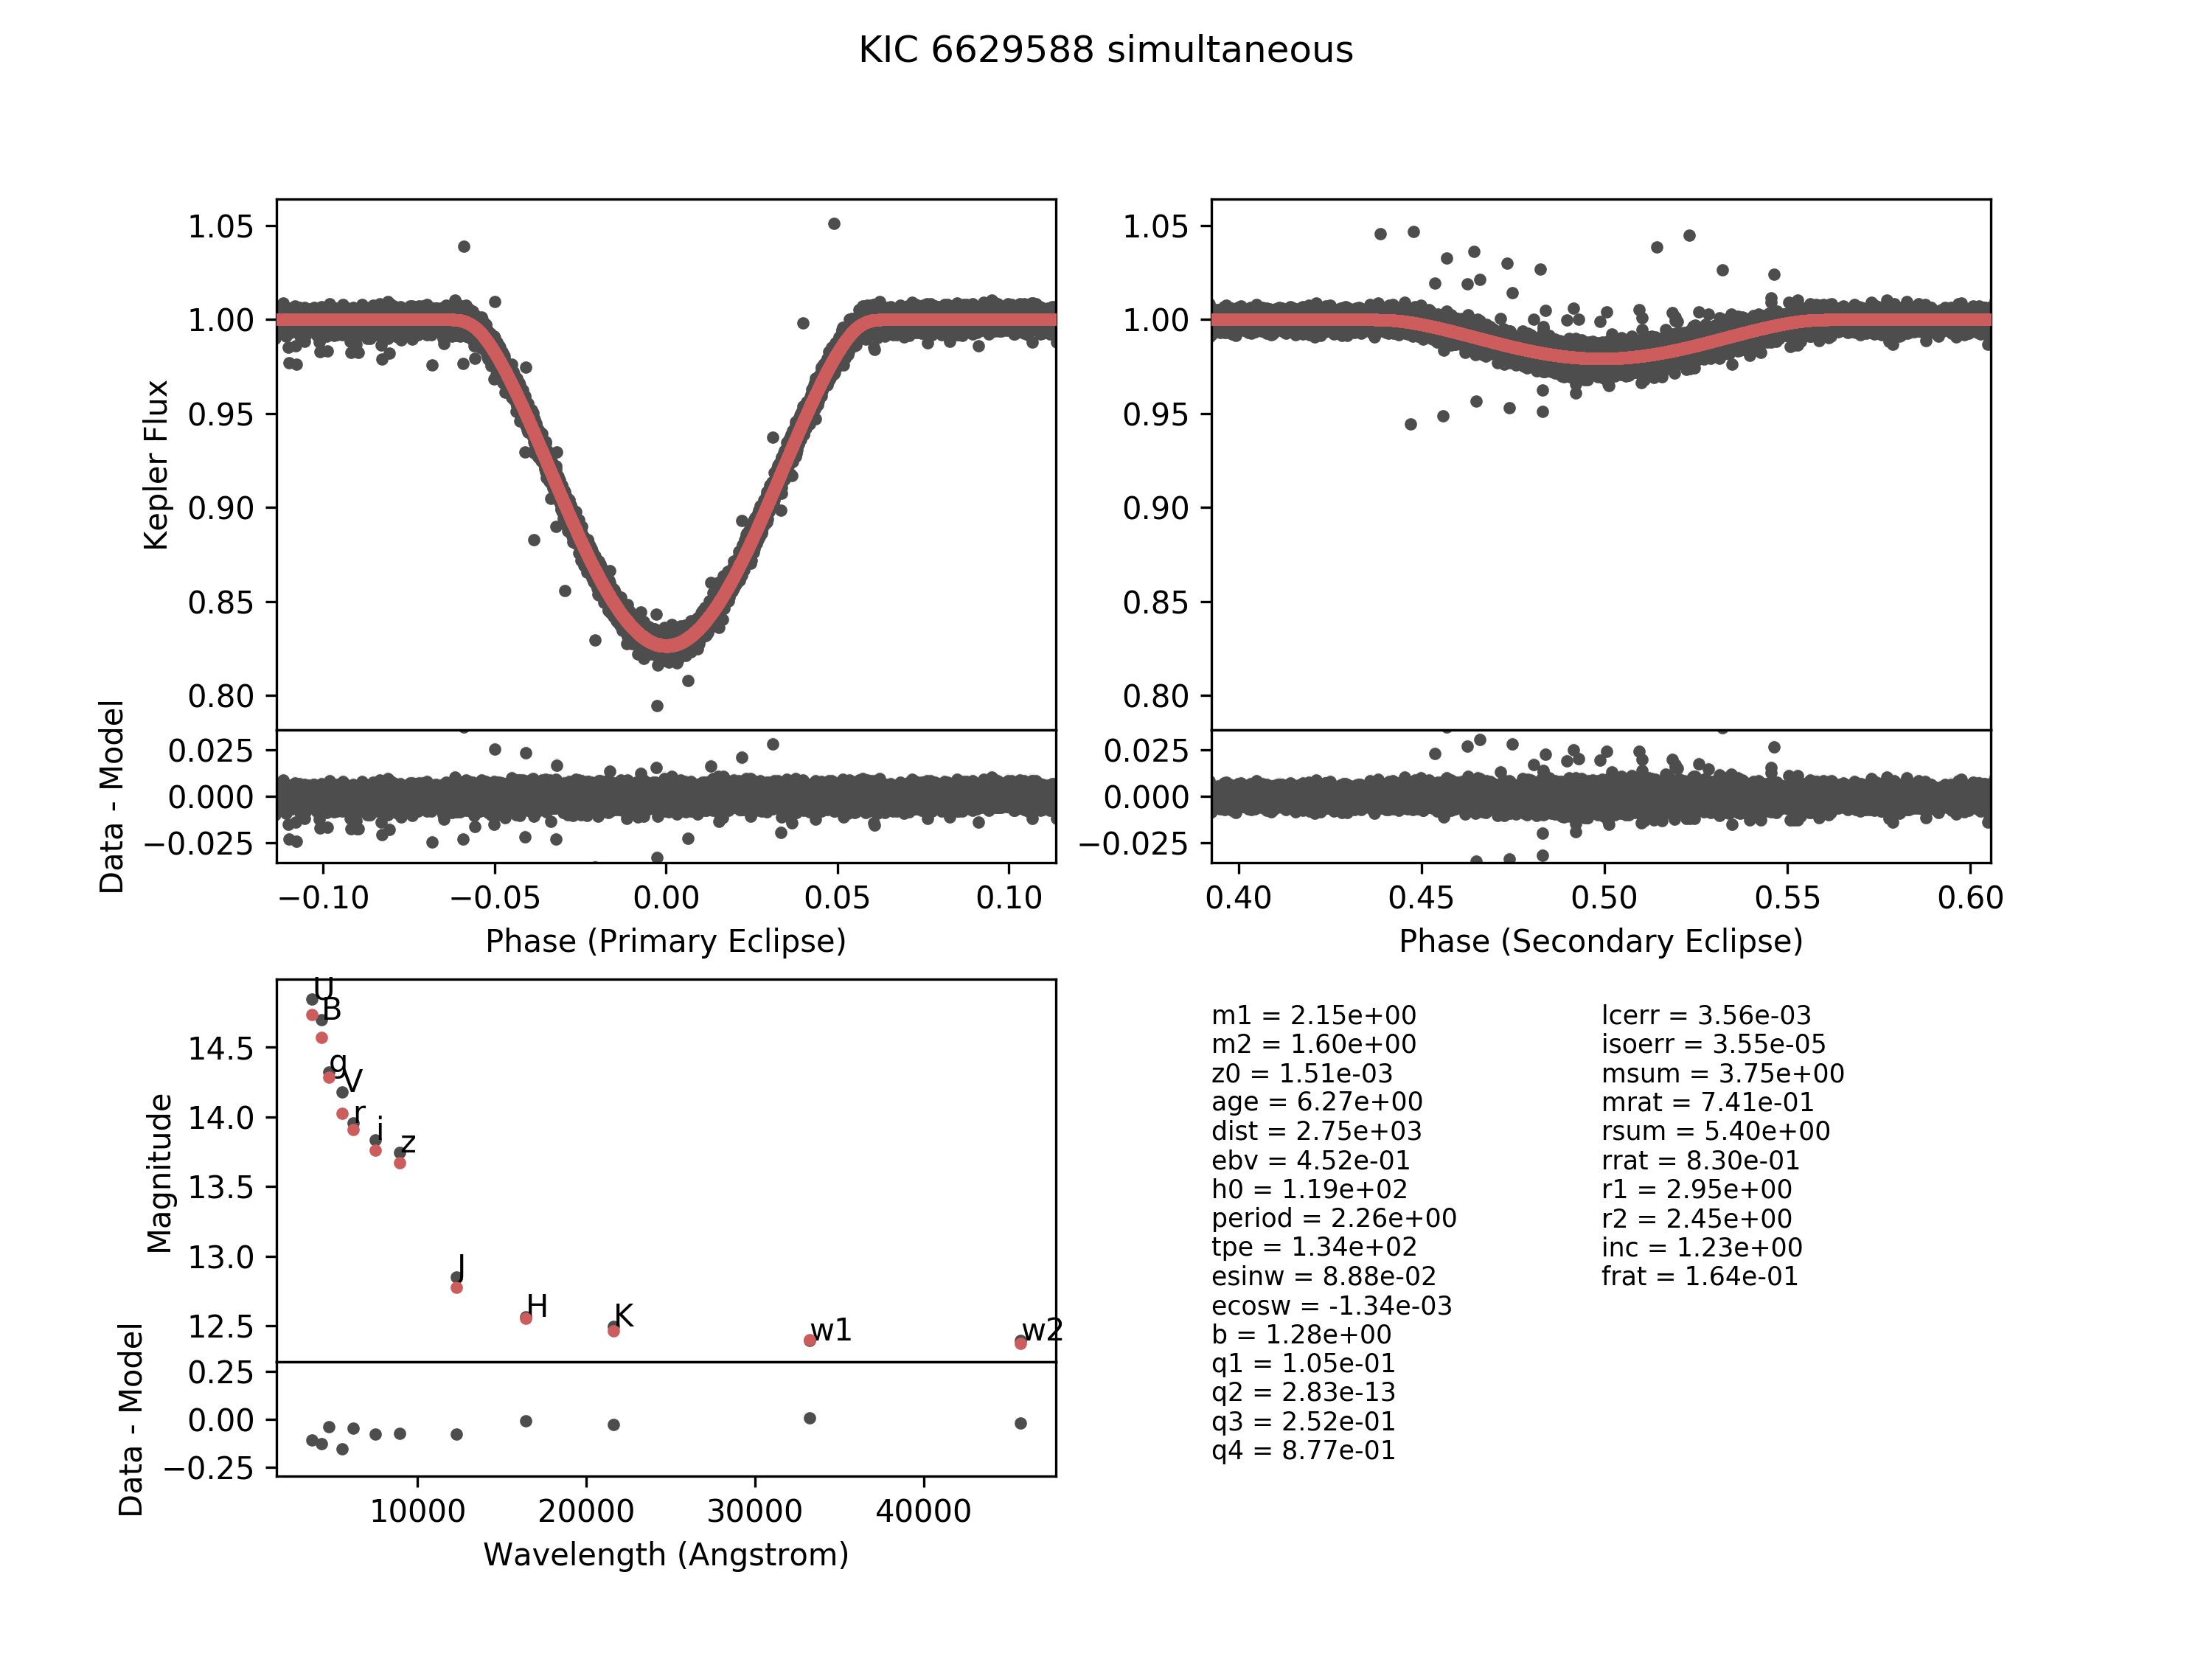 KIC 6629588 simultaneous
Kepler Flux
1.05
1.00
0.95
0.90
0.85
0.80
1.05
1.00
0.95
0.90
0.85
0.80
Data - Model
0.025
0.000
−0.025
0.025
0.000
−0.025
−0.10 −0.05 0.00 0.05 0.10
0.40 0.45 0.50 0.55 0.60
Phase (Primary Eclipse)
Phase (Secondary Eclipse)
Magnitude
14.5
14.0
13.5
13.0
12.5
U
B
g
V
r
i
z
J
H
K
w1
w2
Data - Model
0.25
0.00
−0.25
10000 20000 30000 40000
Wavelength (Angstrom)
m1 = 2.15e+00
m2 = 1.60e+00
z0 = 1.51e-03
age = 6.27e+00
dist = 2.75e+03
ebv = 4.52e-01
h0 = 1.19e+02
period = 2.26e+00
tpe = 1.34e+02
esinw = 8.88e-02
ecosw = -1.34e-03
b = 1.28e+00
q1 = 1.05e-01
q2 = 2.83e-13
q3 = 2.52e-01
q4 = 8.77e-01
lcerr = 3.56e-03
isoerr = 3.55e-05
msum = 3.75e+00
mrat = 7.41e-01
rsum = 5.40e+00
rrat = 8.30e-01
r1 = 2.95e+00
r2 = 2.45e+00
inc = 1.23e+00
frat = 1.64e-01